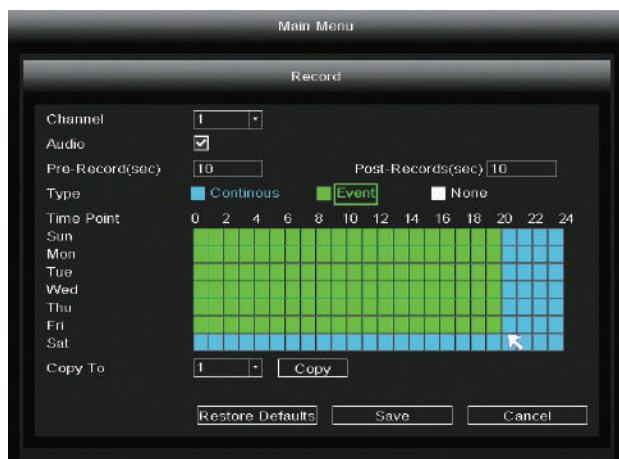 Main Menu
Record
Channel 1
Audio
Pre-Record(sec) 10 Post-Records(sec) 10
Type Continous Event None
Time Point 0 2 4 6 8 10 12 14 16 18 20 22 24
Sun
Mon
Tue
Wed
Thu
Fri
Sat
Copy To 1 Copy
Restore Defaults Save Cancel